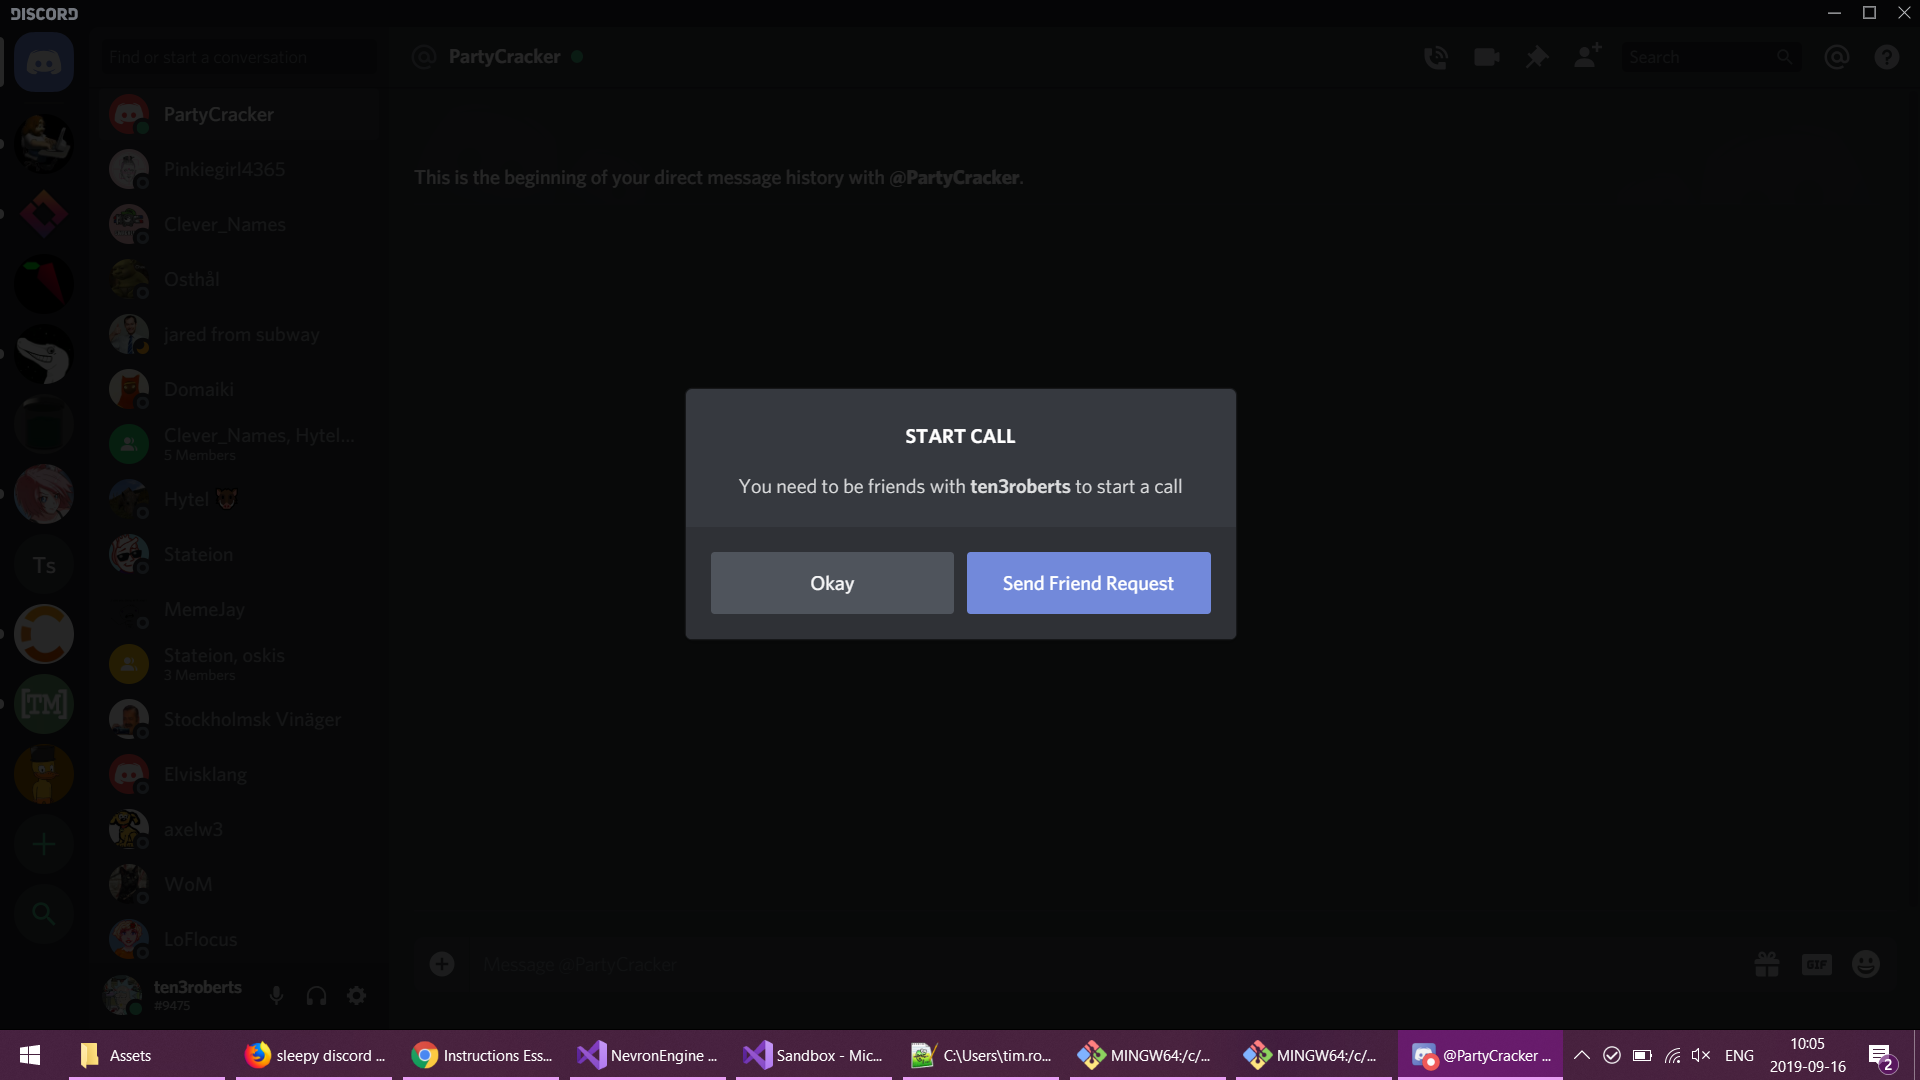 DISCORD
Find or start a conversation
PartyCracker
Search
PartyCracker
Pinkiegirl4365
Clever_Names
Osthål
jared from subway
Domaiki
Clever_Names, Hytel...
5 Members
Hytel
Stateion
Ts
MemeJay
Stateion, oskis
3 Members
[TM]
Stockholmsk Vinäger
Elvisklang
axelw3
WoM
LoFlocus
ten3roberts
#9475
This is the beginning of your direct message history with @PartyCracker.
START CALL
You need to be friends with ten3roberts to start a call
Okay
Send Friend Request
Message @PartyCracker
GIF
Assets
sleepy discord ...
Instructions Ess...
NevronEngine ...
Sandbox - Mic...
C:\Users\tim.ro...
MINGW64:/c/...
MINGW64:/c/...
@PartyCracker ...
ENG
10:05
2019-09-16
2